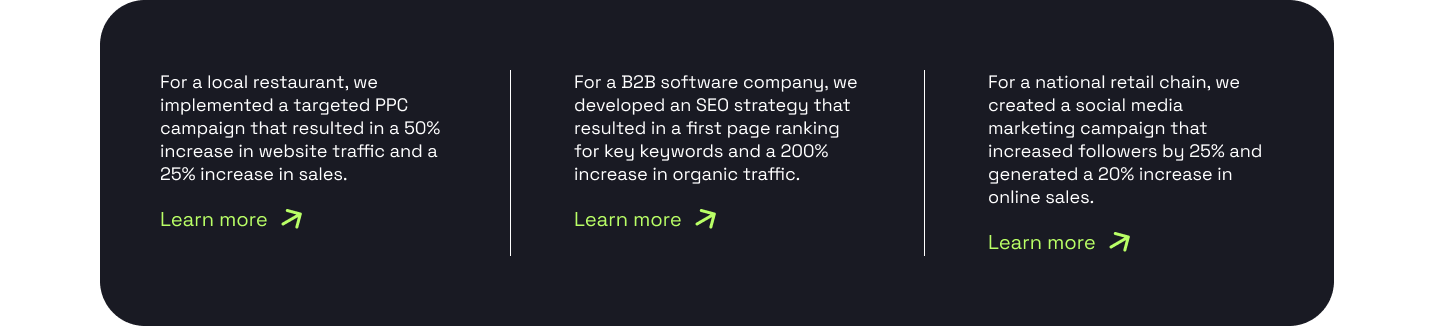 For a local restaurant, we
implemented a targeted PPC
campaign that resulted in a 50%
increase in website traffic and a
25% increase in sales.
Learn more
For a B2B software company, we
developed an SEO strategy that
resulted in a first page ranking
for key keywords and a 200%
increase in organic traffic.
Learn more
For a national retail chain, we
created a social media
marketing campaign that
increased followers by 25% and
generated a 20% increase in
online sales.
Learn more